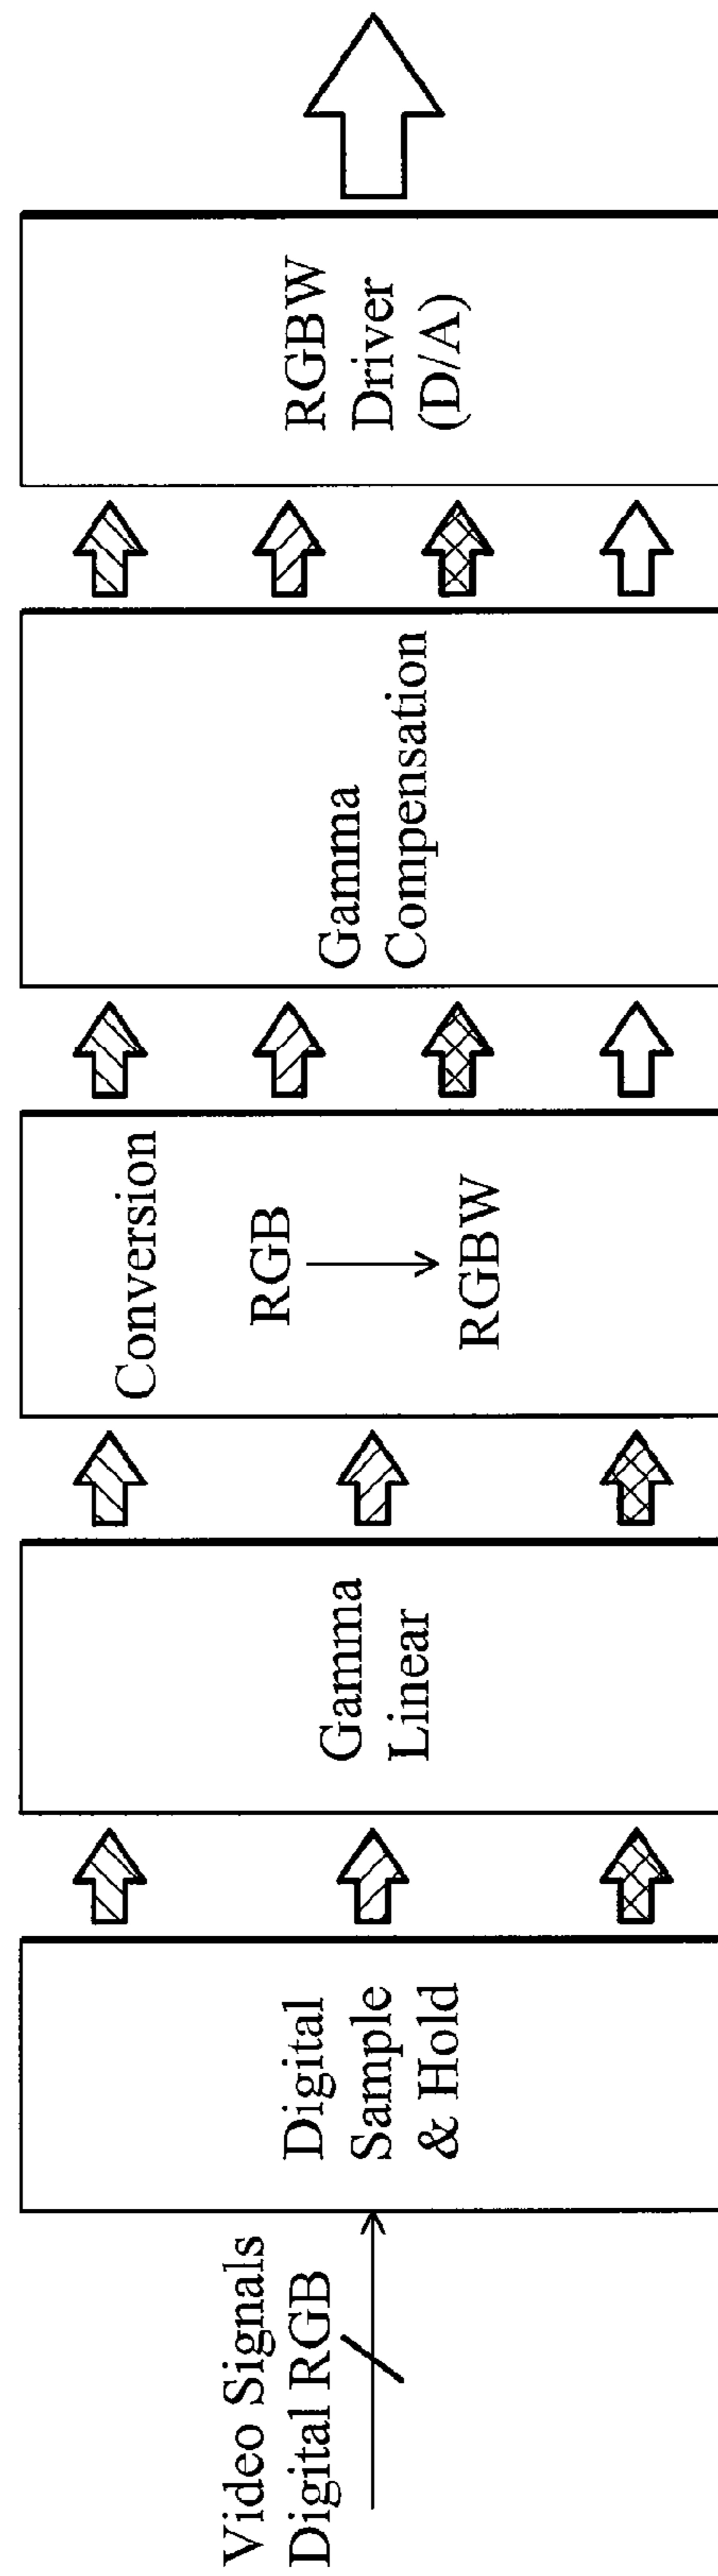 Video Signals
Digital RGB
Digital
Sample
& Hold
Gamma
Linear
Conversion
RGB
RGBW
Gamma
Compensation
RGBW
Driver
(D/A)